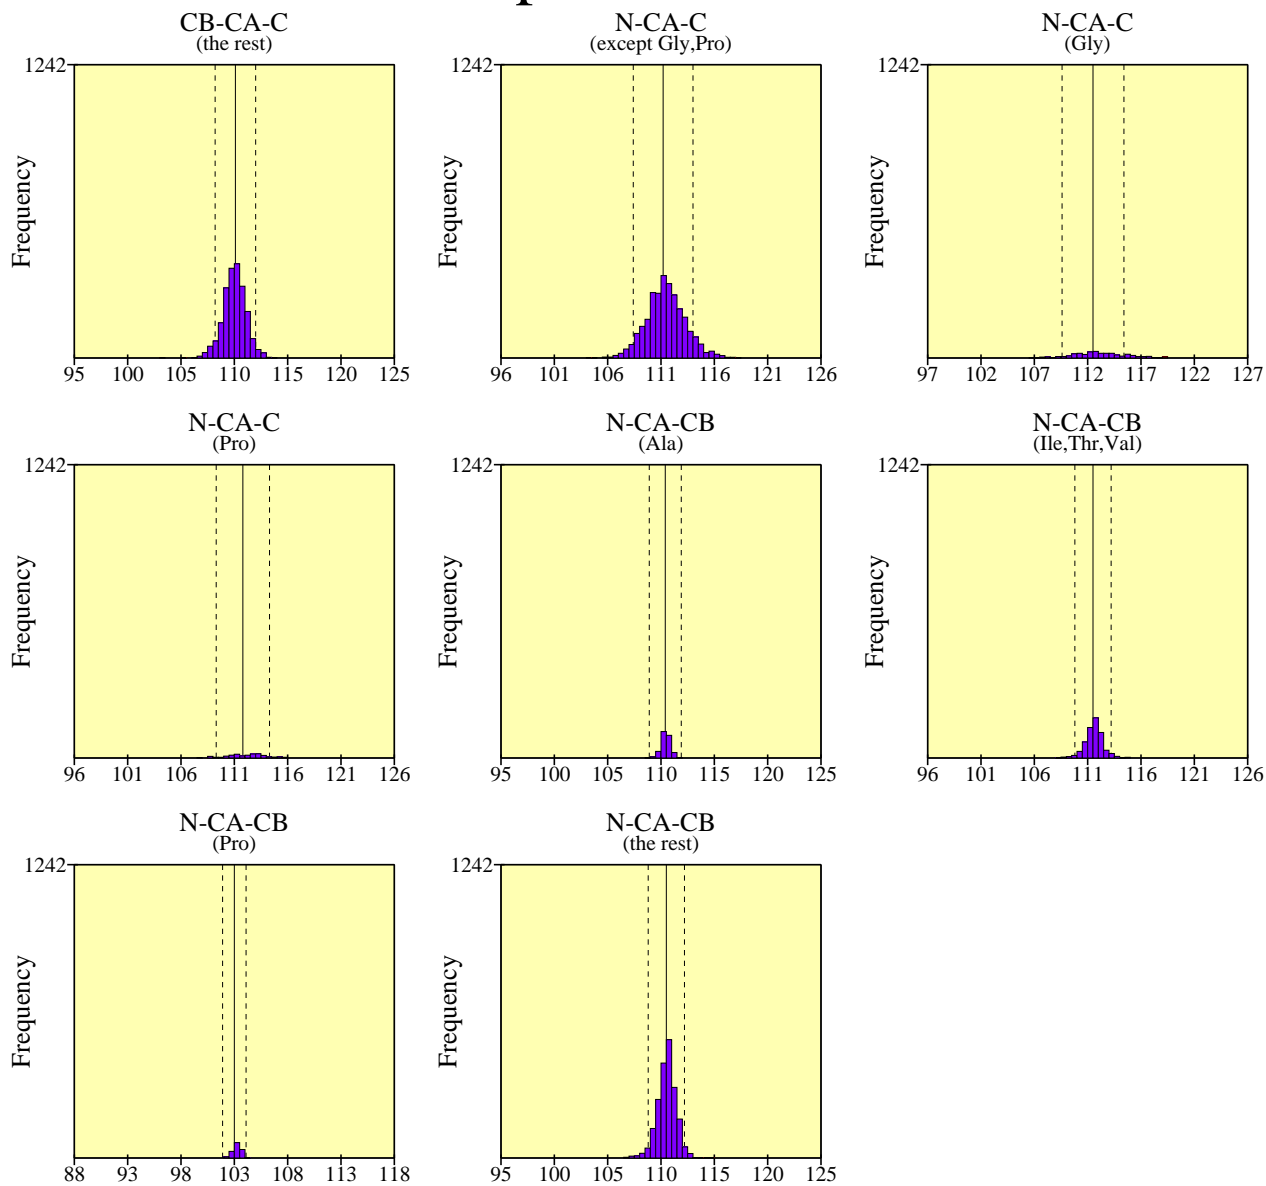 CB-CA-C N-CA-C N-CA-C
(the rest) (except Gly,Pro) (Gly)
1242 1242 1242
Frequency Frequency Frequency
95 100 105 110 115 120 125 96 101 106 111 116 121 126 97 102 107 112 117 122 127
N-CA-C N-CA-CB N-CA-CB
(Pro) (Ala) (Ile,Thr,Val)
1242 1242 1242
Frequency Frequency Frequency
96 101 106 111 116 121 126 95 100 105 110 115 120 125 96 101 106 111 116 121 126
N-CA-CB N-CA-CB
(Pro) (the rest)
1242 1242
Frequency Frequency
88 93 98 103 108 113 118 95 100 105 110 115 120 125